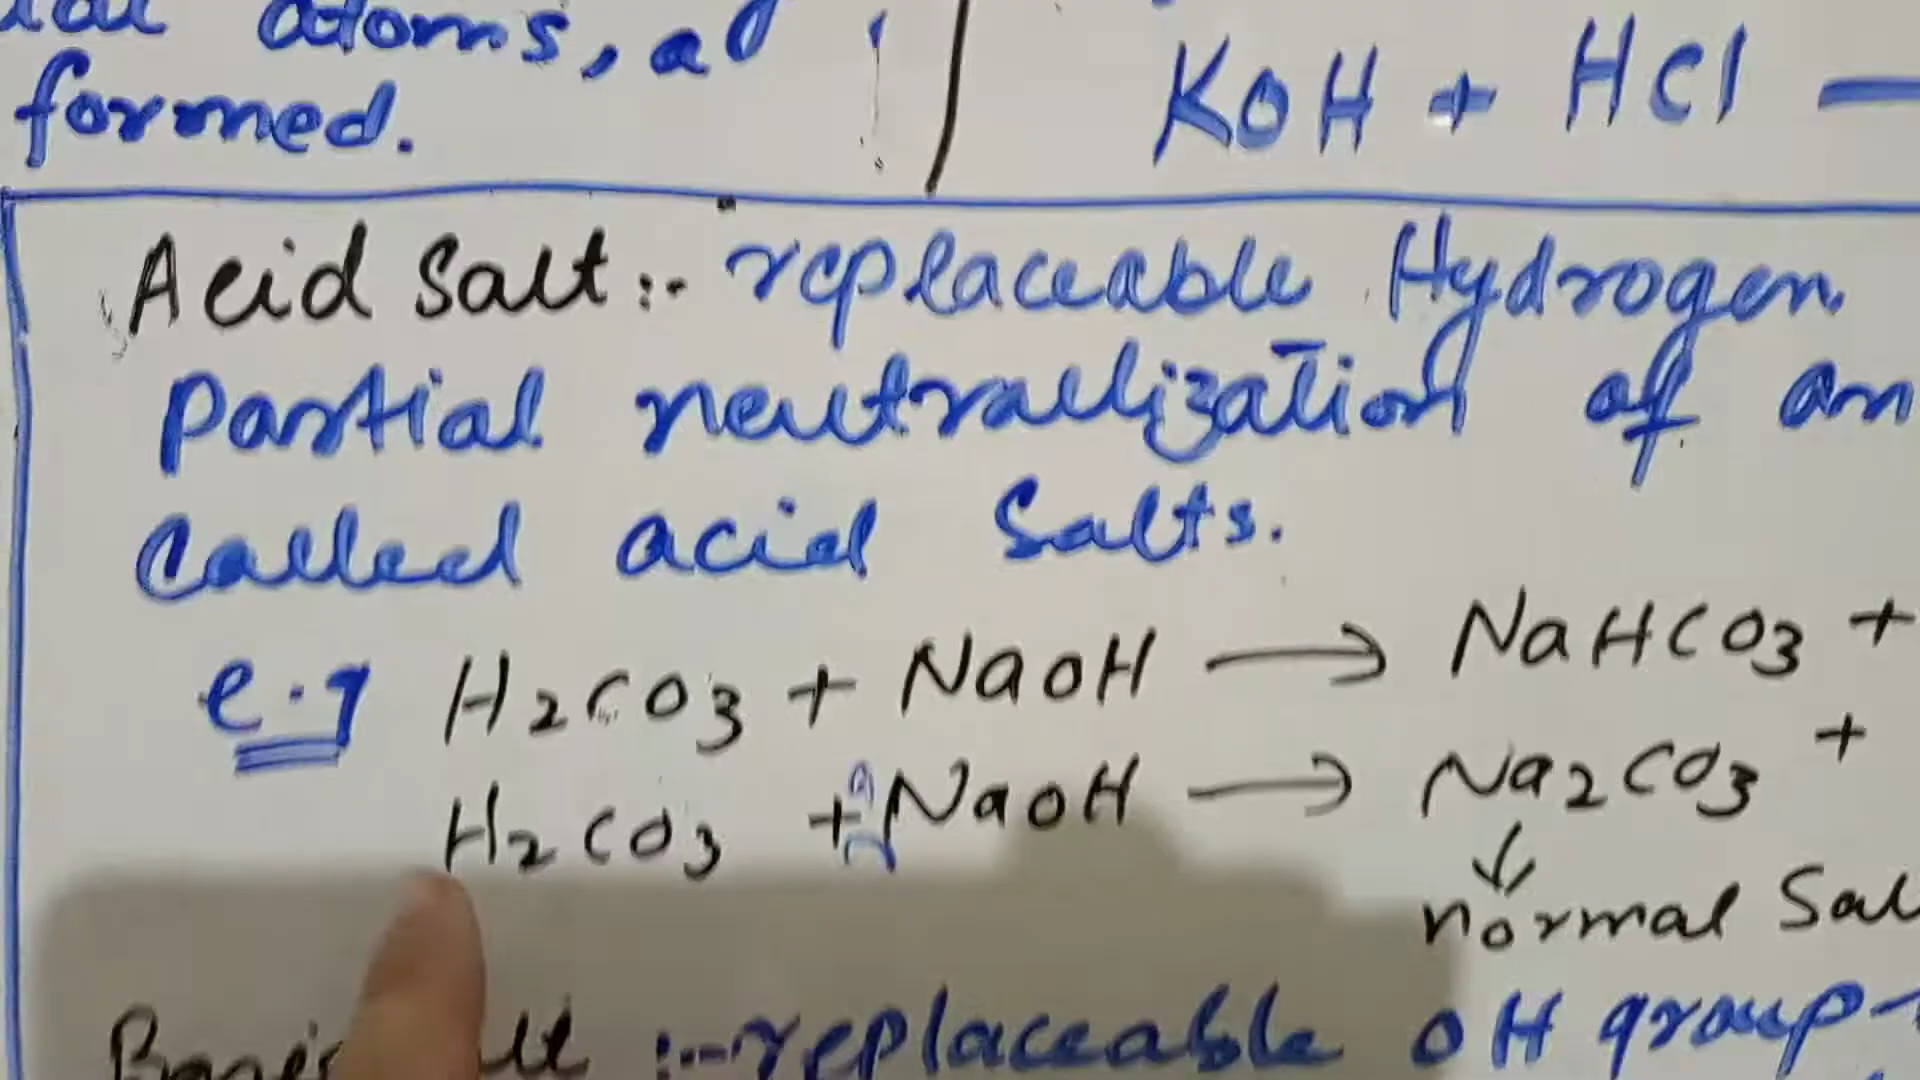 atoms, a
formed.
KOH + HCl
Acid Salt :- replaceable Hydrogen.
Partial neutrallization of an
Called acid Salts.
e.g H2CO3 + NaOH → NaHCO3 +
H2CO3 + 2NaOH → Na2CO3 +
normal Sal
:- replaceable OH group